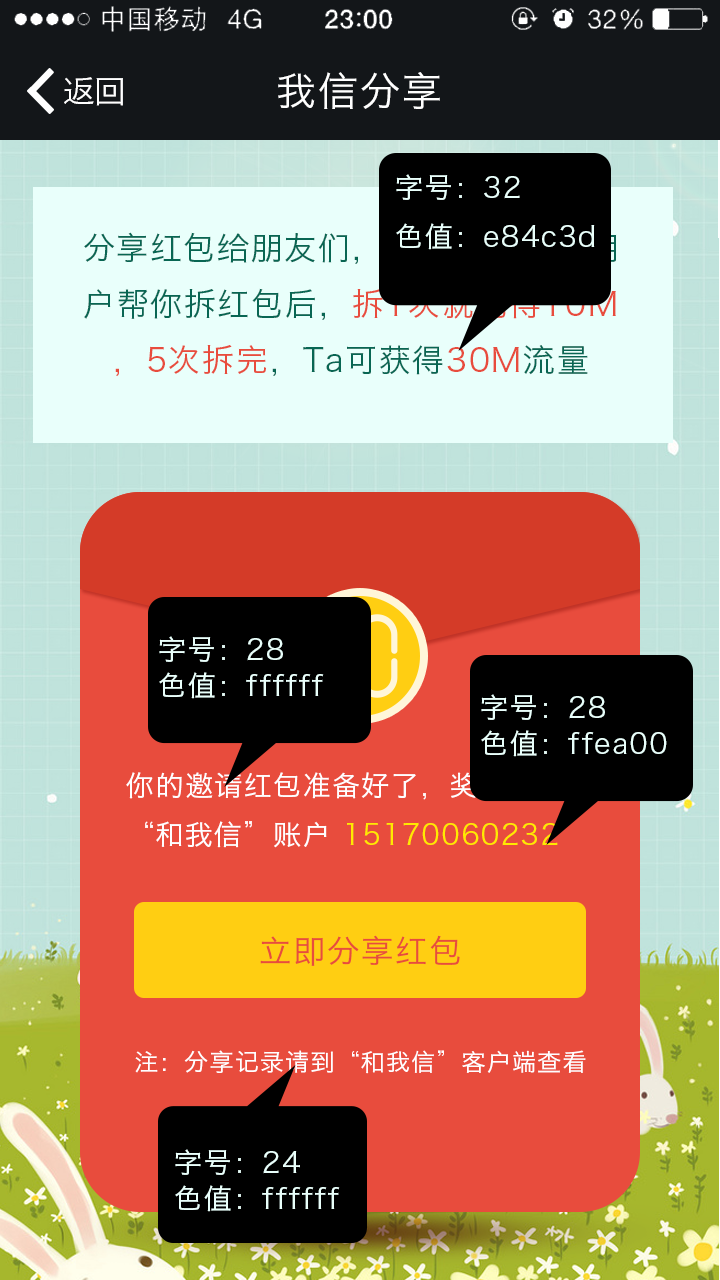 中国移动 4G 23:00 32%
返回 我信分享
字号：32
色值：e84c3d
分享红包给朋友们，
户帮你拆红包后，拆1次就
，5次拆完，Ta可获得30M流量
字号：28
色值：ffffff
字号：28
色值：ffea00
你的邀请红包准备好了，奖
“和我信”账户 15170060232
立即分享红包
注：分享记录请到“和我信”客户端查看
字号：24
色值：ffffff